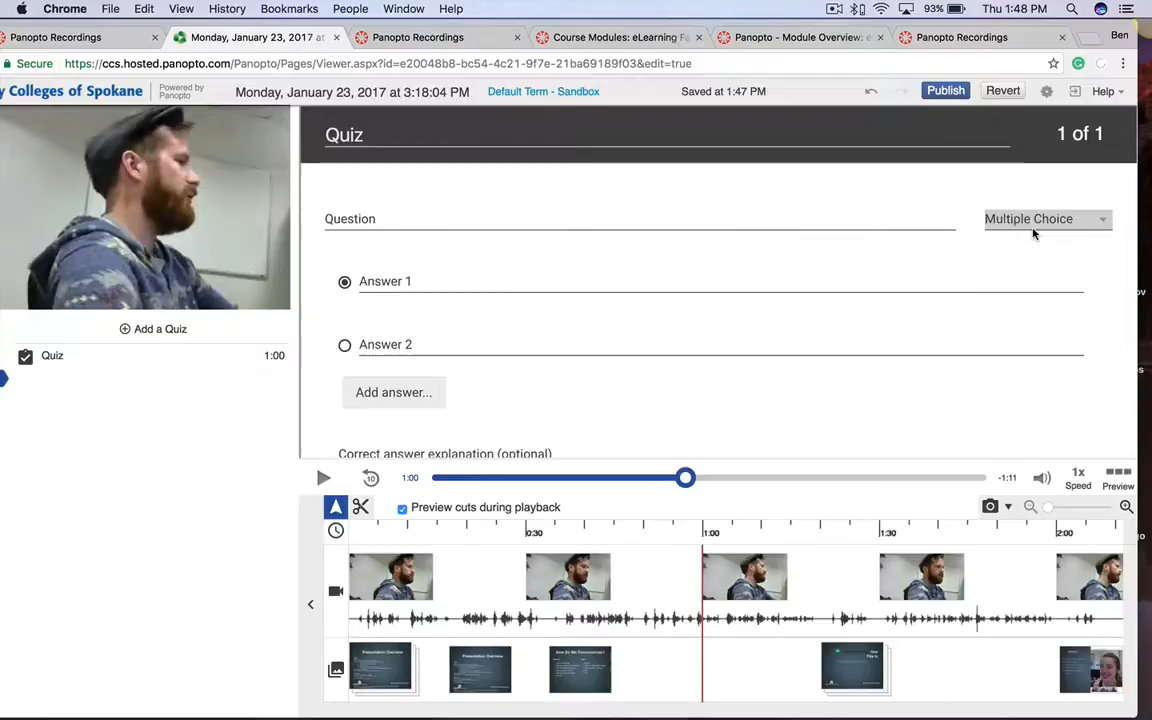 Chrome File Edit View History Bookmarks People Window Help 93% Thu 1:48 PM
Panopto Recordings × Monday, January 23, 2017 at × Panopto Recordings × Course Modules: eLearning F × Panopto - Module Overview: e × Panopto Recordings × Ben
Secure https://ccs.hosted.panopto.com/Panopto/Pages/Viewer.aspx?id=e20048b8-bc54-4c21-9f7e-21ba69189f03&edit=true
y Colleges of Spokane Powered by Panopto Monday, January 23, 2017 at 3:18:04 PM Default Term - Sandbox Saved at 1:47 PM Publish Revert Help
Quiz 1 of 1
Question Multiple Choice
Answer 1
Add a Quiz
Answer 2
Quiz 1:00
Add answer...
Correct answer explanation (optional)
10 1:00 -1:11 1x Speed Preview
Preview cuts during playback
0:30 1:00 1:30 2:00
Presentation Overview Presentation Overview How Do We Communicate?